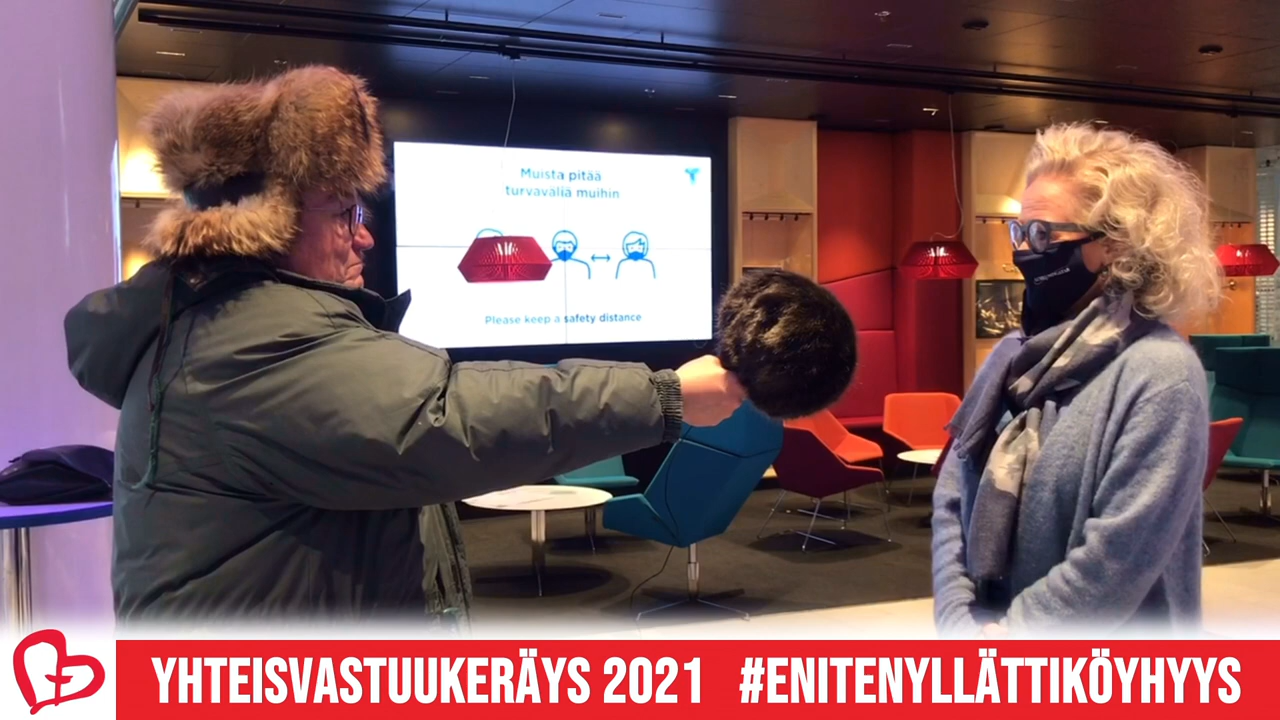 Muista pitää
turvaväliä muihin
Please keep a safety distance
YHTEISVASTUUKERÄYS 2021 #ENITENYLLÄTTIKÖYHYYS